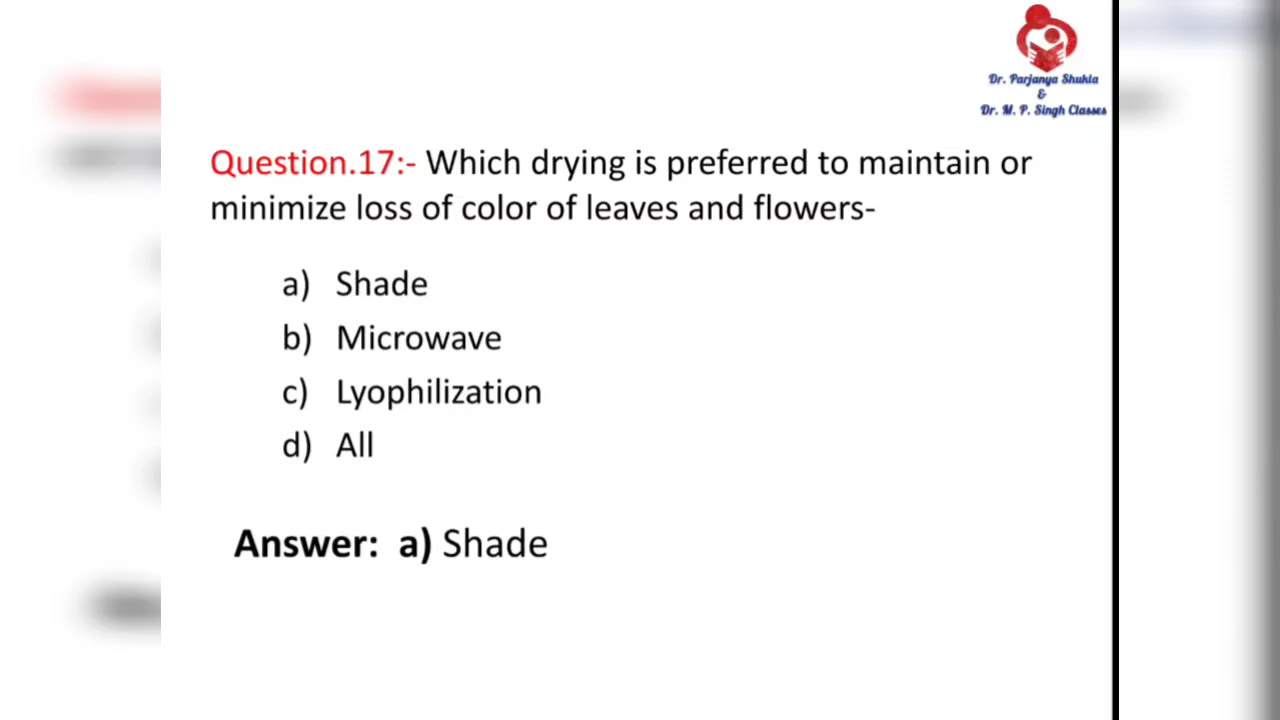 Dr. Parjanya Shukla
&
Dr. M. P. Singh Classes
Question.17:- Which drying is preferred to maintain or
minimize loss of color of leaves and flowers-
a) Shade
b) Microwave
c) Lyophilization
d) All
Answer: a) Shade